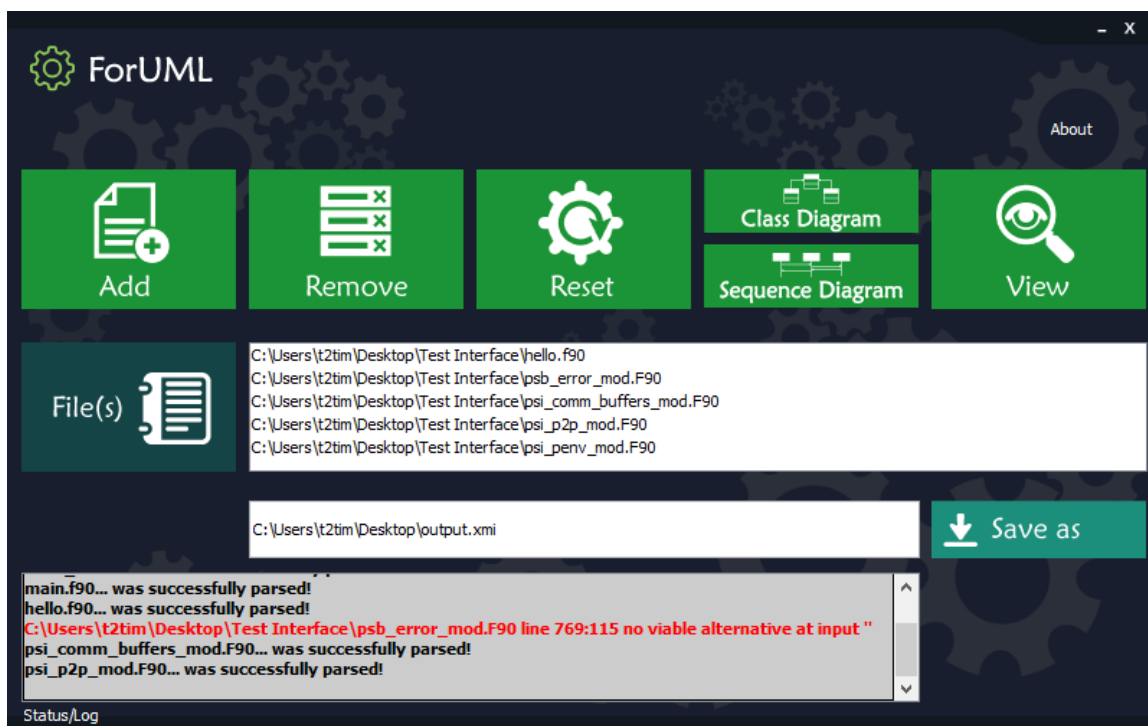 – X
ForUML
About
Add
Remove
Reset
Class Diagram
Sequence Diagram
View
File(s)
C:\Users\t2tim\Desktop\Test Interface\hello.f90
C:\Users\t2tim\Desktop\Test Interface\psb_error_mod.F90
C:\Users\t2tim\Desktop\Test Interface\psi_comm_buffers_mod.F90
C:\Users\t2tim\Desktop\Test Interface\psi_p2p_mod.F90
C:\Users\t2tim\Desktop\Test Interface\psi_penv_mod.F90
C:\Users\t2tim\Desktop\output.xmi
Save as
main.f90... was successfully parsed!
hello.f90... was successfully parsed!
C:\Users\t2tim\Desktop\Test Interface\psb_error_mod.F90 line 769:115 no viable alternative at input "
psi_comm_buffers_mod.F90... was successfully parsed!
psi_p2p_mod.F90... was successfully parsed!
Status/Log